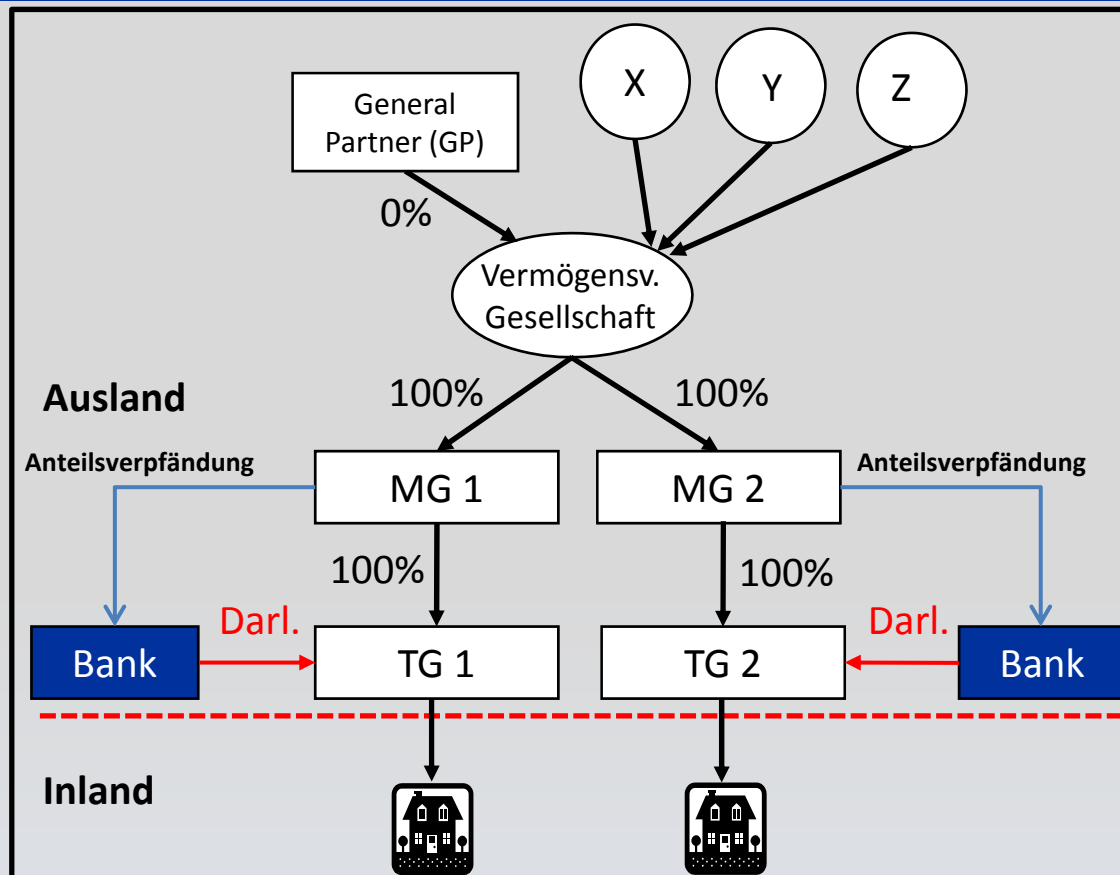 General
Partner (GP)
X
Y
Z
0%
Vermögensv.
Gesellschaft
Ausland
100%
100%
Anteilsverpfändung
Anteilsverpfändung
MG 1
MG 2
100%
100%
Darl.
Darl.
Bank
TG 1
TG 2
Bank
Inland